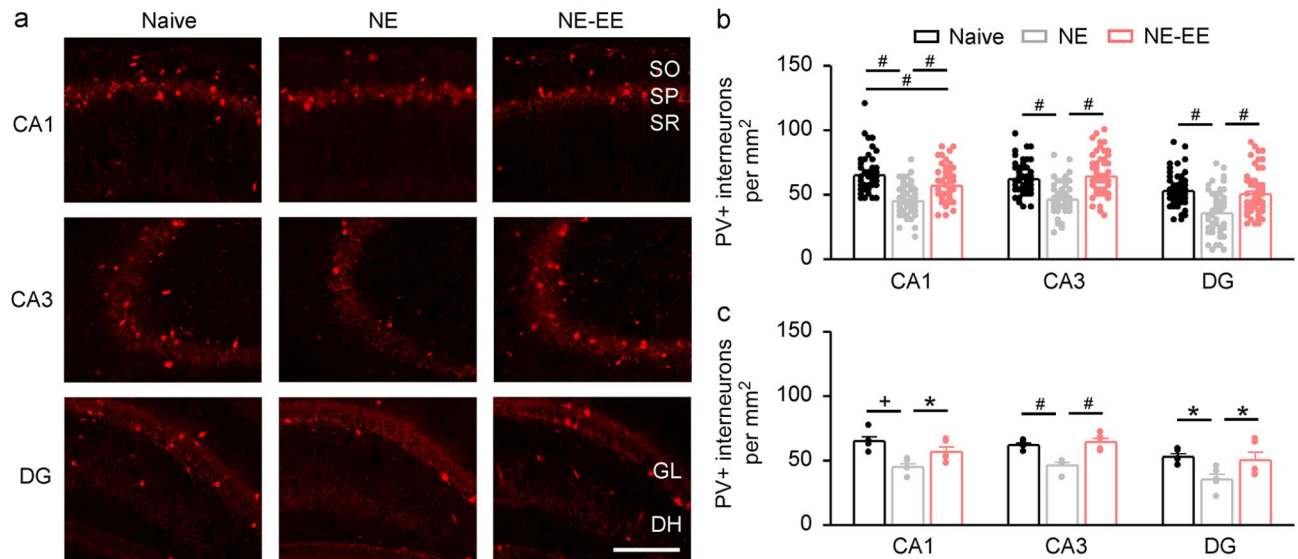 a
Naive NE NE-EE
CA1
SO
SP
SR
CA3
DG
GL
DH
b
Naive NE NE-EE
PV+ interneurons
per mm²
150
100
50
0
# #
#
# #
# #
CA1 CA3 DG
c
PV+ interneurons
per mm²
150
100
50
0
+ *
# #
* *
CA1 CA3 DG